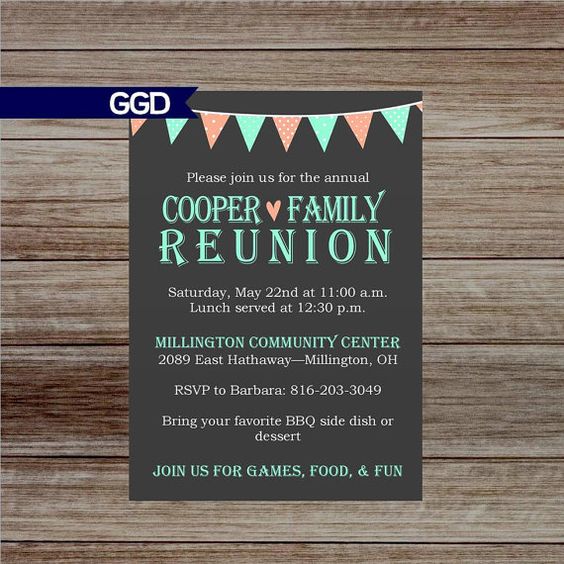 GGD
Please join us for the annual
COOPER FAMILY
REUNION
Saturday, May 22nd at 11:00 a.m.
Lunch served at 12:30 p.m.
MILLINGTON COMMUNITY CENTER
2089 East Hathaway—Millington, OH
RSVP to Barbara: 816-203-3049
Bring your favorite BBQ side dish or
dessert
JOIN US FOR GAMES, FOOD, & FUN